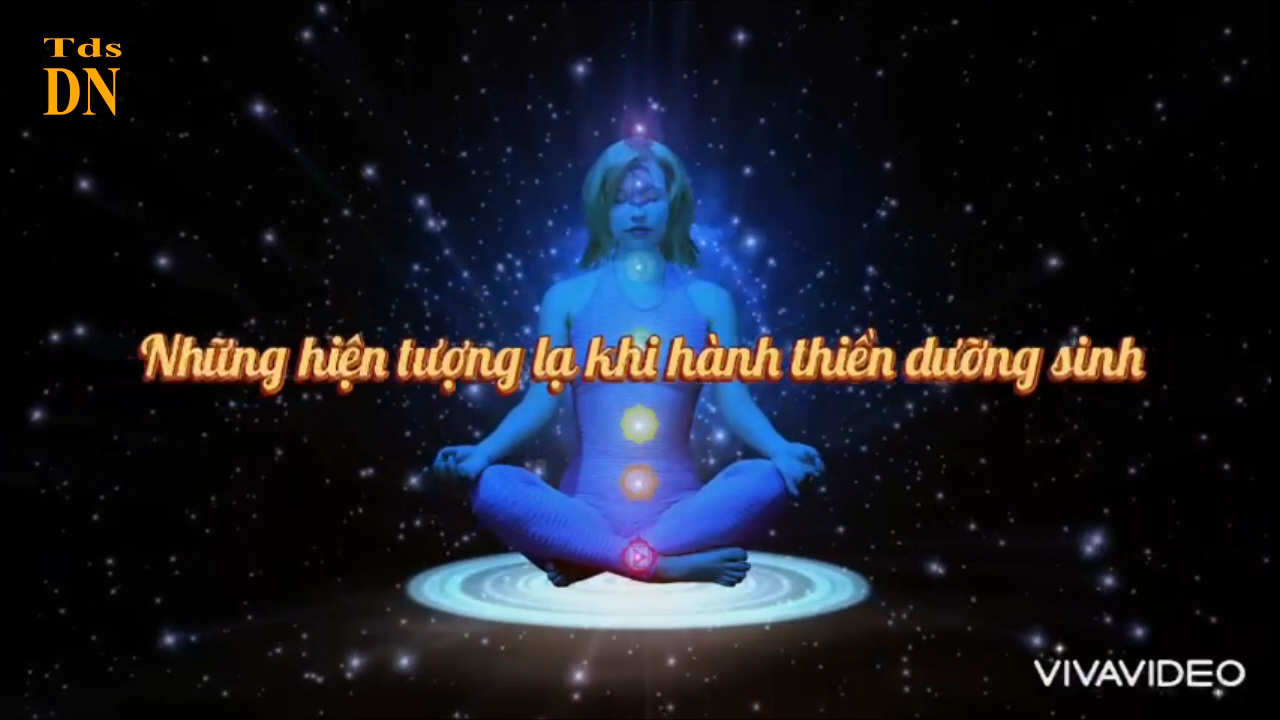 Tds
DN
Những hiện tượng lạ khi hành thiền dưỡng sinh
VIVAVIDEO